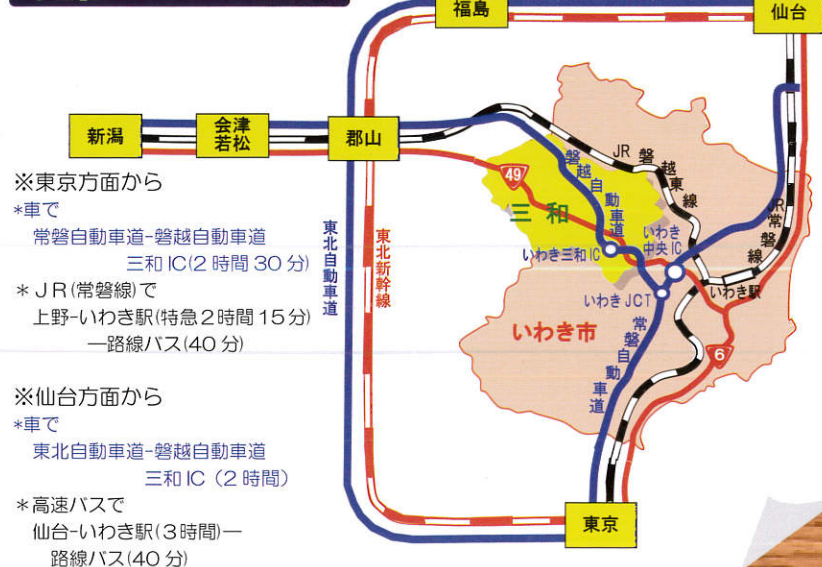 福島
仙台
新潟
会津
若松
郡山
※東京方面から
*車で
常磐自動車道-磐越自動車道
三和IC(2時間30分)
*JR(常磐線)で
上野-いわき駅(特急2時間15分)
―路線バス(40分)
※仙台方面から
*車で
東北自動車道-磐越自動車道
三和IC(2時間)
*高速バスで
仙台-いわき駅(3時間)―
路線バス(40分)
東北自動車道
東北新幹線
49
三和
磐越自動車道
JR磐越東線
JR常磐線
いわき三和IC
いわき
中央IC
いわきJCT
いわき駅
いわき市
常磐自動車道
6
東京